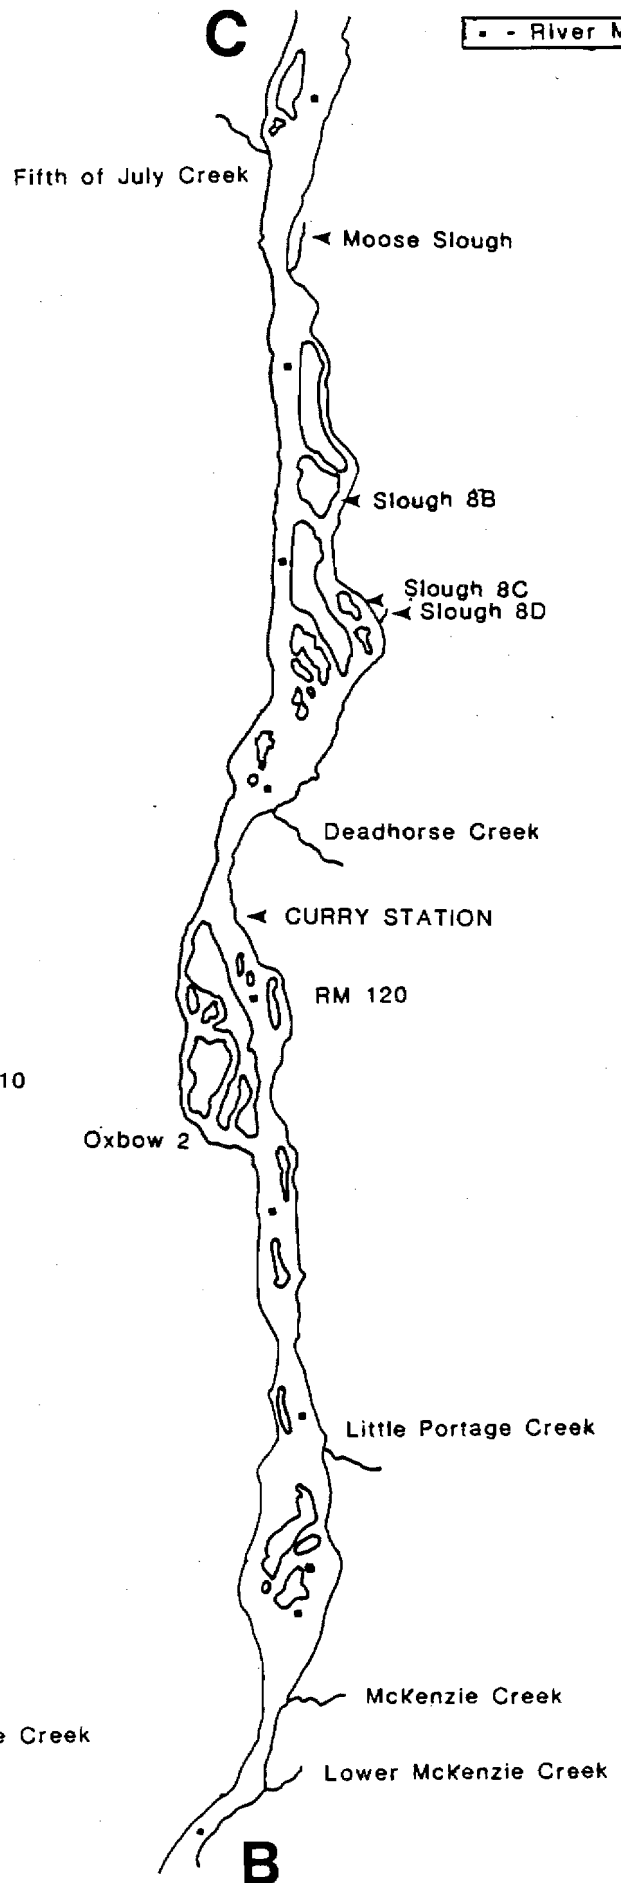 C
▪ - River M
Fifth of July Creek
Moose Slough
Slough 8B
Slough 8C
Slough 8D
Deadhorse Creek
CURRY STATION
RM 120
10
Oxbow 2
Little Portage Creek
McKenzie Creek
e Creek
Lower McKenzie Creek
B